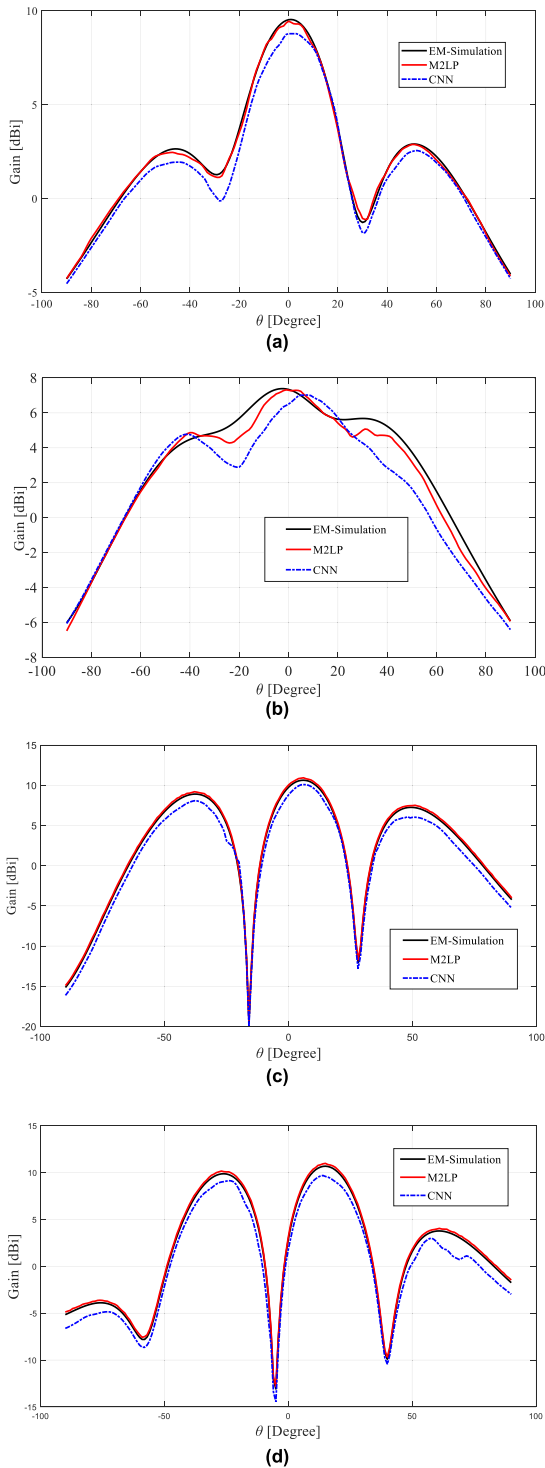 10
5
0
-5
Gain [dBi]
EM-Simulation
M2LP
CNN
-100 -80 -60 -40 -20 0 20 40 60 80 100
θ [Degree]
(a)
8
6
4
2
0
-2
-4
-6
-8
Gain [dBi]
EM-Simulation
M2LP
CNN
-100 -80 -60 -40 -20 0 20 40 60 80 100
θ [Degree]
(b)
15
10
5
0
-5
-10
-15
-20
Gain [dBi]
EM-Simulation
M2LP
CNN
-100 -50 0 50 100
θ [Degree]
(c)
15
10
5
0
-5
-10
-15
Gain [dBi]
EM-Simulation
M2LP
CNN
-100 -50 0 50 100
θ [Degree]
(d)